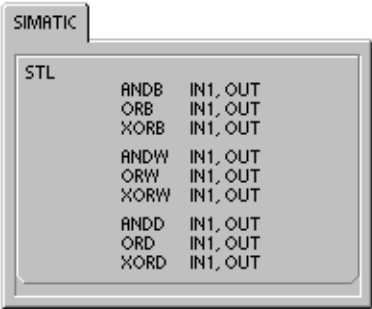 SIMATIC
STL
ANDB IN1, OUT
ORB IN1, OUT
XORB IN1, OUT
ANDW IN1, OUT
ORW IN1, OUT
XORW IN1, OUT
ANDD IN1, OUT
ORD IN1, OUT
XORD IN1, OUT